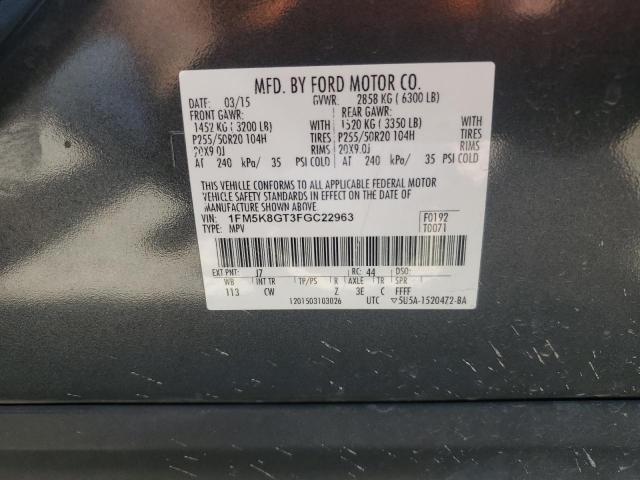 MFD. BY FORD MOTOR CO.
DATE: 03/15 GVWR: 2858 KG ( 6300 LB)
FRONT GAWR: REAR GAWR:
1452 KG ( 3200 LB) WITH 1520 KG ( 3350 LB) WITH
P255/50R20 104H TIRES P255/50R20 104H TIRES
20X9.0J RIMS 20X9.0J RIMS
AT 240 kPa/ 35 PSI COLD AT 240 kPa/ 35 PSI COLD
THIS VEHICLE CONFORMS TO ALL APPLICABLE FEDERAL MOTOR
VEHICLE SAFETY STANDARDS IN EFFECT ON THE DATE OF
MANUFACTURE SHOWN ABOVE.
VIN: 1FM5K8GT3FGC22963 F0192
TYPE: MPV T0071
EXT PNT: J7 RC: 44 DSO:
WB INT TR TP/PS R AXLE TR SPR
113 CW Z 3E C FFFF
1201503103026 UTC ▽5U5A-1520472-BA